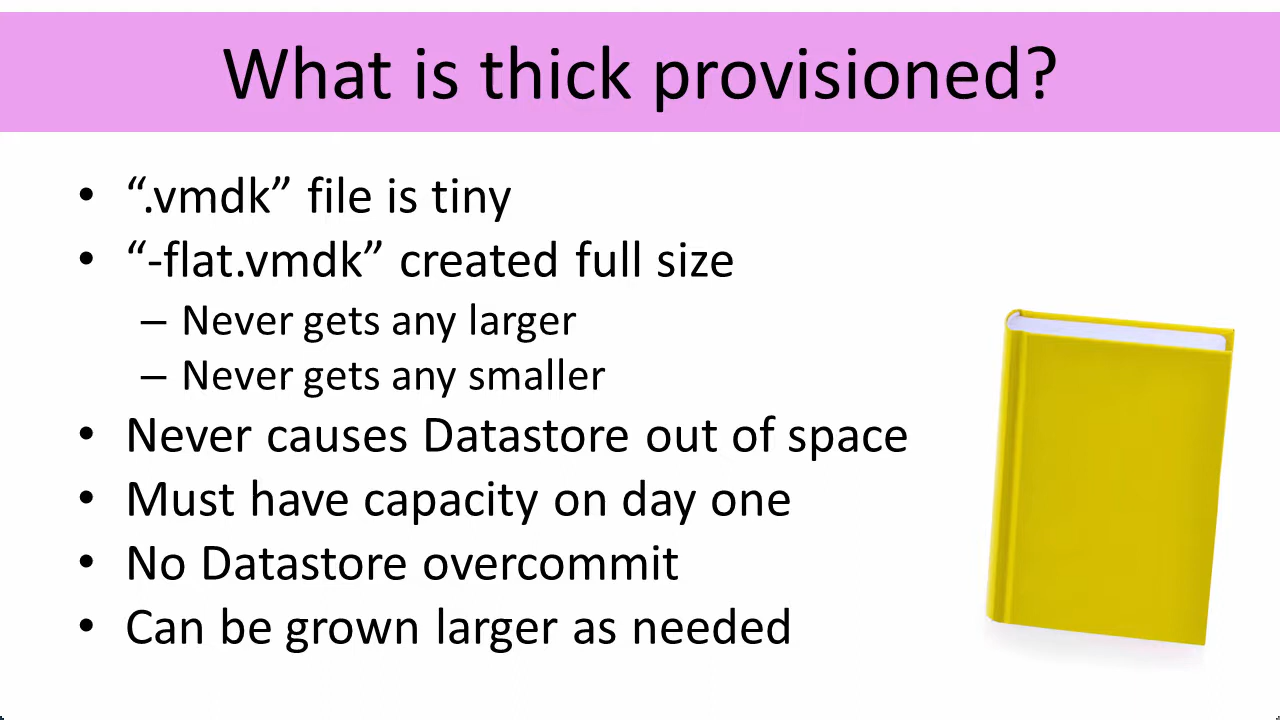 What is thick provisioned?
• “.vmdk” file is tiny
• “-flat.vmdk” created full size
– Never gets any larger
– Never gets any smaller
• Never causes Datastore out of space
• Must have capacity on day one
• No Datastore overcommit
• Can be grown larger as needed